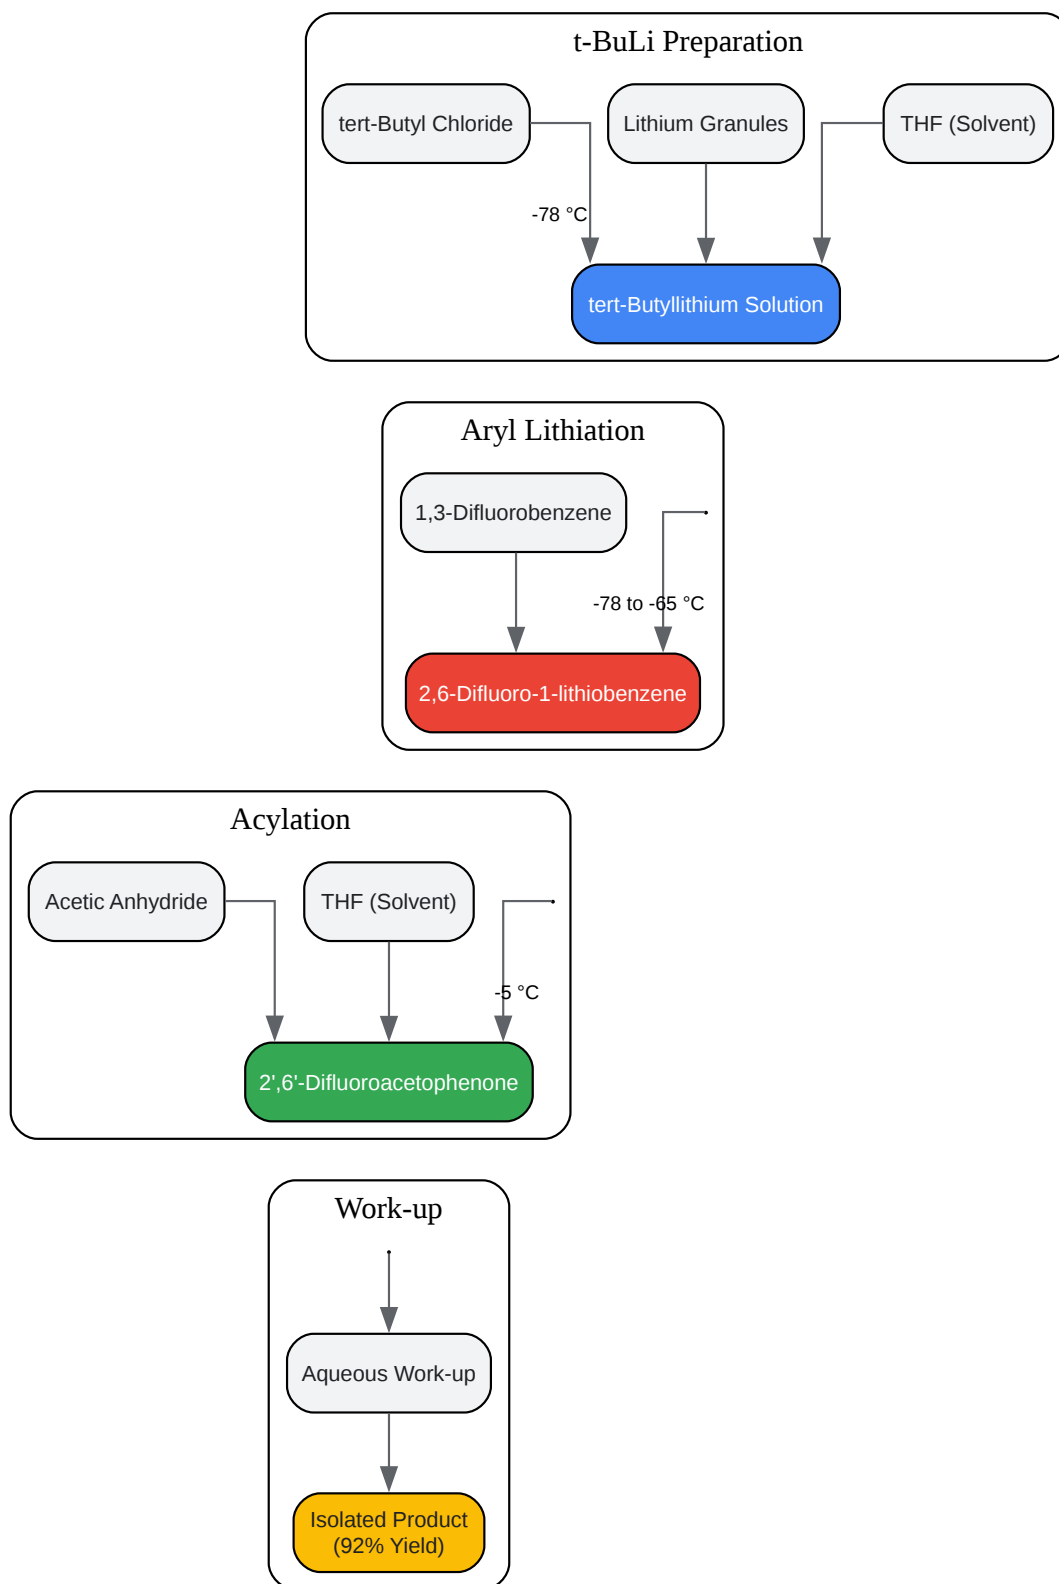 t-BuLi Preparation
tert-Butyl Chloride
Lithium Granules
THF (Solvent)
-78 °C
tert-Butyllithium Solution
Aryl Lithiation
1,3-Difluorobenzene
-78 to -65 °C
2,6-Difluoro-1-lithiobenzene
Acylation
Acetic Anhydride
THF (Solvent)
-5 °C
2',6'-Difluoroacetophenone
Work-up
Aqueous Work-up
Isolated Product
(92% Yield)